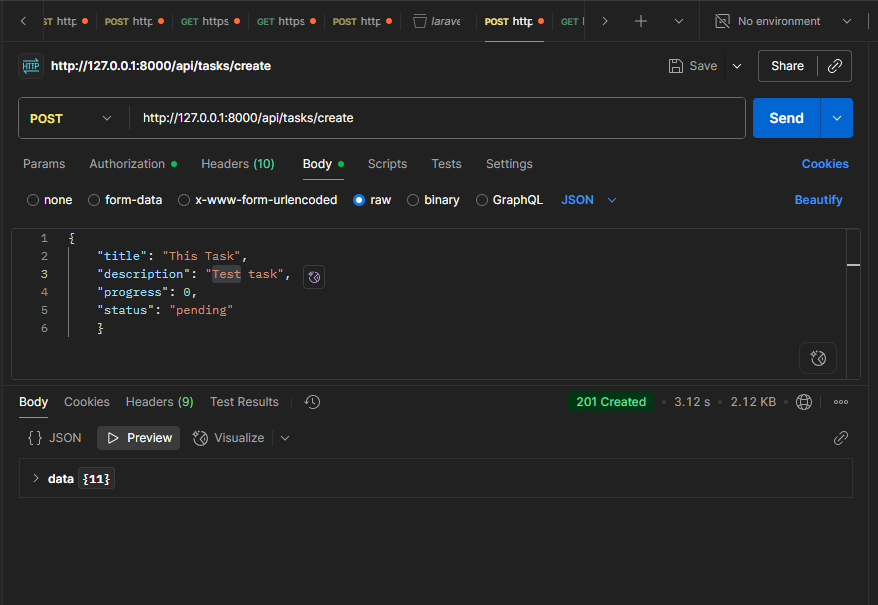 ST http POST http GET https GET https POST http larave POST http GET No environment
HTTP http://127.0.0.1:8000/api/tasks/create Save Share
POST http://127.0.0.1:8000/api/tasks/create Send
Params Authorization Headers (10) Body Scripts Tests Settings Cookies
none form-data x-www-form-urlencoded raw binary GraphQL JSON Beautify
1 {
2 "title": "This Task",
3 "description": "Test task",
4 "progress": 0,
5 "status": "pending"
6 }
Body Cookies Headers (9) Test Results 201 Created 3.12 s 2.12 KB
{} JSON Preview Visualize
data {11}